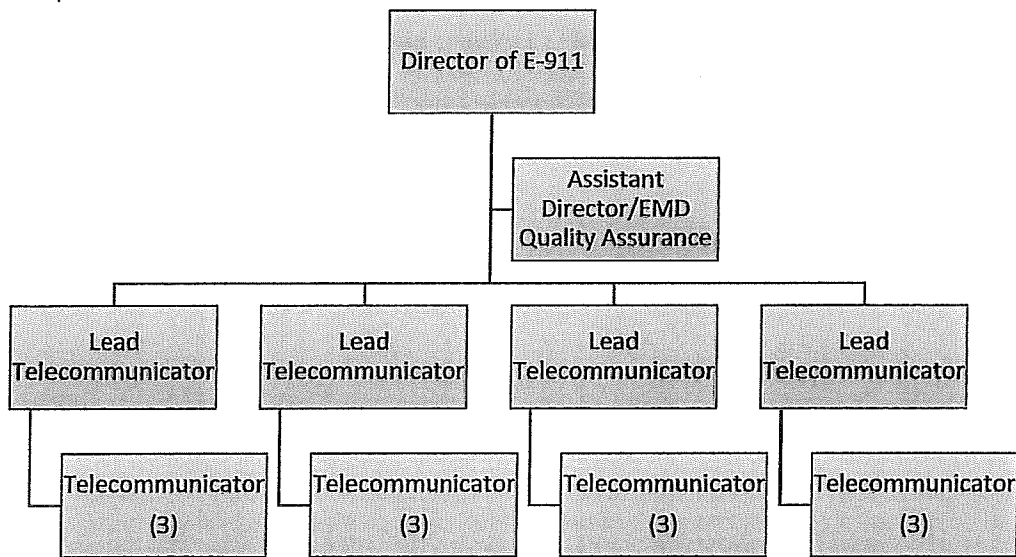 Director of E-911
Assistant
Director/EMD
Quality Assurance
Lead
Telecommunicator
Lead
Telecommunicator
Lead
Telecommunicator
Lead
Telecommunicator
Telecommunicator
(3)
Telecommunicator
(3)
Telecommunicator
(3)
Telecommunicator
(3)